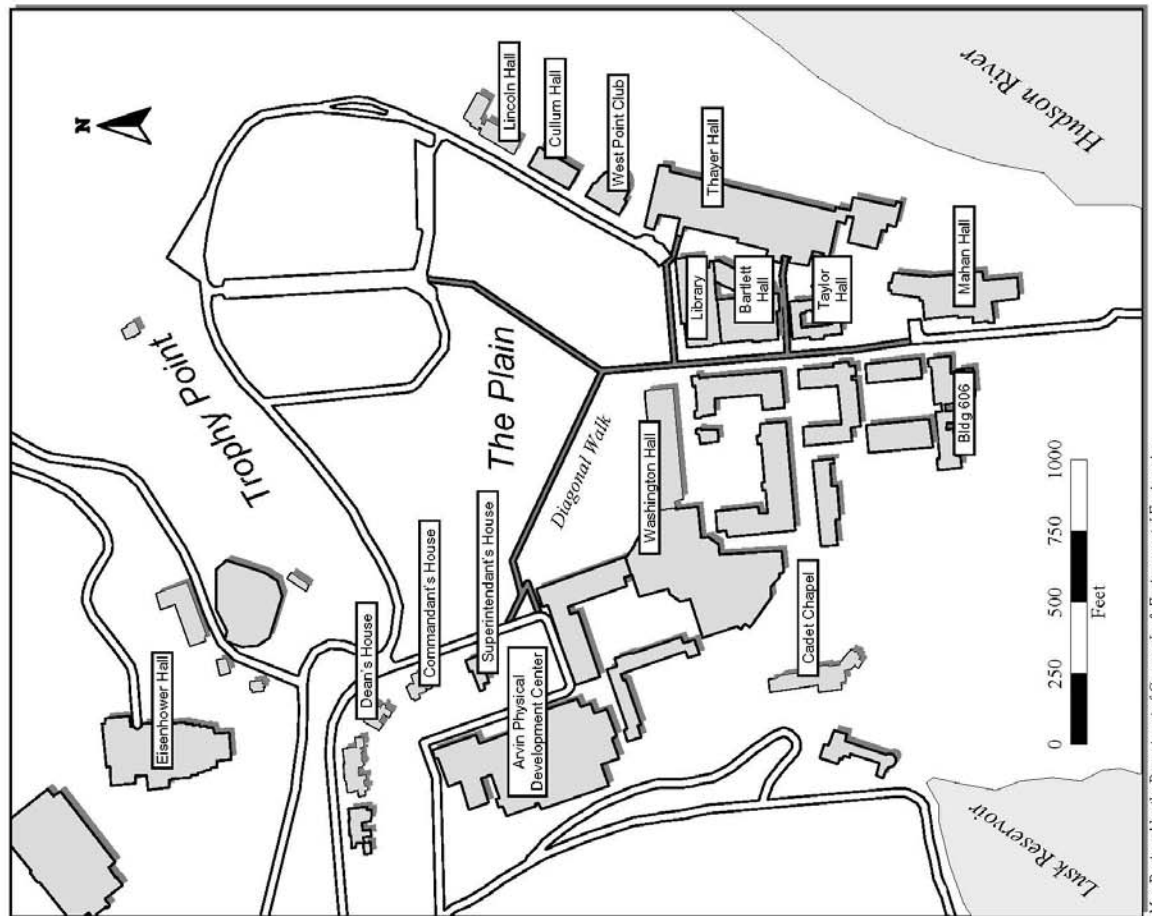 N
Lincoln Hall
Cullum Hall
West Point Club
Thayer Hall
Hudson River
Trophy Point
The Plain
Library
Bartlett
Hall
Taylor
Hall
Mahan Hall
Diagonal Walk
Washington Hall
Bldg 606
Eisenhower Hall
Dean's House
Commandant's House
Superintendant's House
Arvin Physical
Development Center
Cadet Chapel
Lusk Reservoir
0 250 500 750 1000
Feet